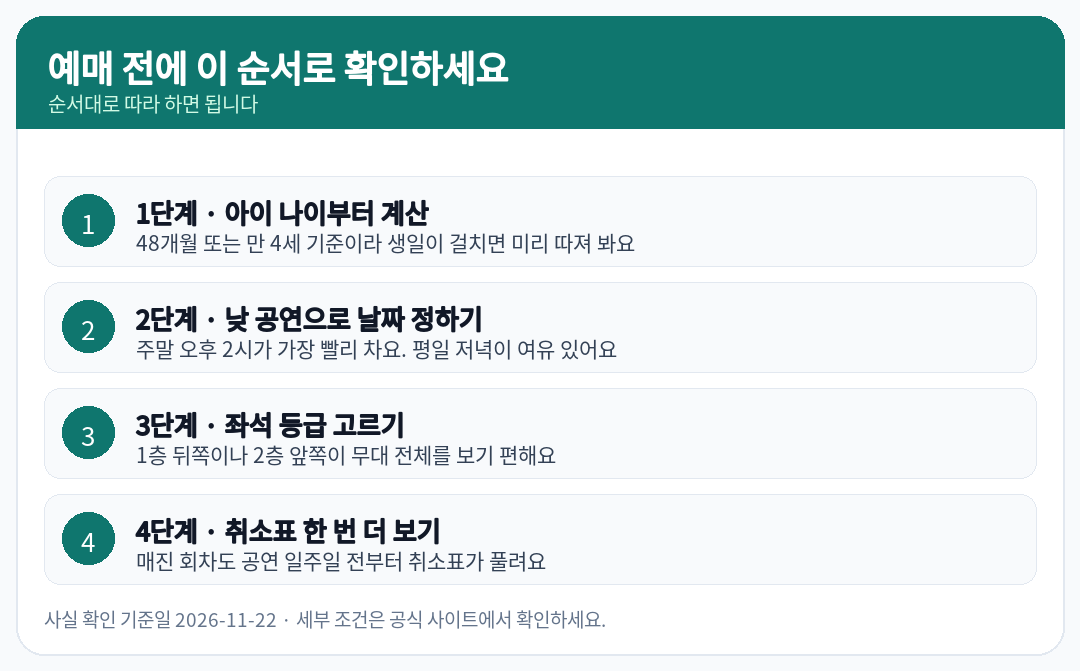 예매 전에 이 순서로 확인하세요
순서대로 따라 하면 됩니다
1
1단계 · 아이 나이부터 계산
48개월 또는 만 4세 기준이라 생일이 걸치면 미리 따져 봐요
2
2단계 · 낮 공연으로 날짜 정하기
주말 오후 2시가 가장 빨리 차요. 평일 저녁이 여유 있어요
3
3단계 · 좌석 등급 고르기
1층 뒤쪽이나 2층 앞쪽이 무대 전체를 보기 편해요
4
4단계 · 취소표 한 번 더 보기
매진 회차도 공연 일주일 전부터 취소표가 풀려요
사실 확인 기준일 2026-11-22 · 세부 조건은 공식 사이트에서 확인하세요.